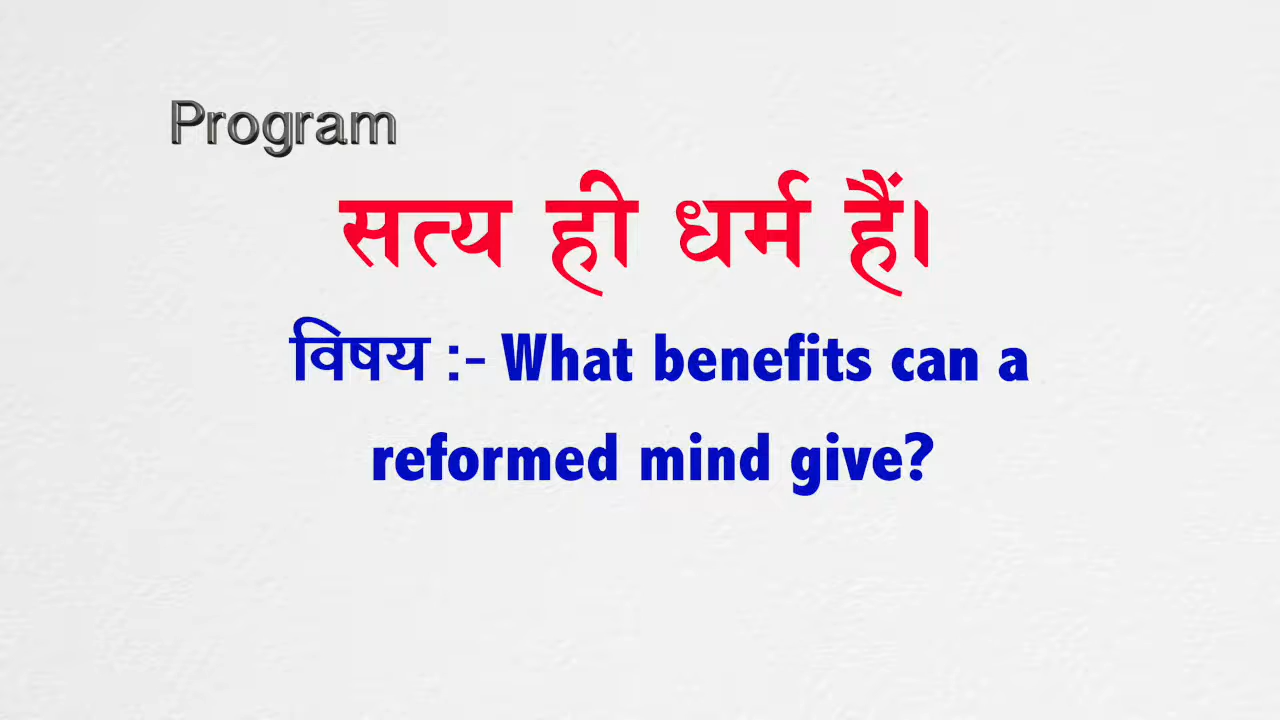 Program
सत्य ही धर्म हैं।
विषय :- What benefits can a
reformed mind give?